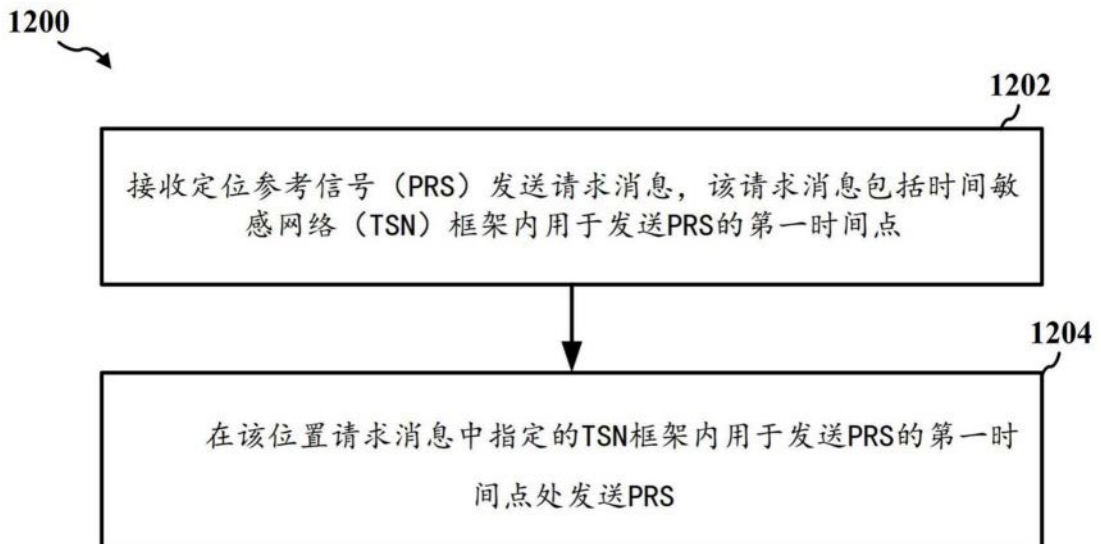 1200
1202
接收定位参考信号（PRS）发送请求消息，该请求消息包括时间敏
感网络（TSN）框架内用于发送PRS的第一时间点
1204
在该位置请求消息中指定的TSN框架内用于发送PRS的第一时
间点处发送PRS